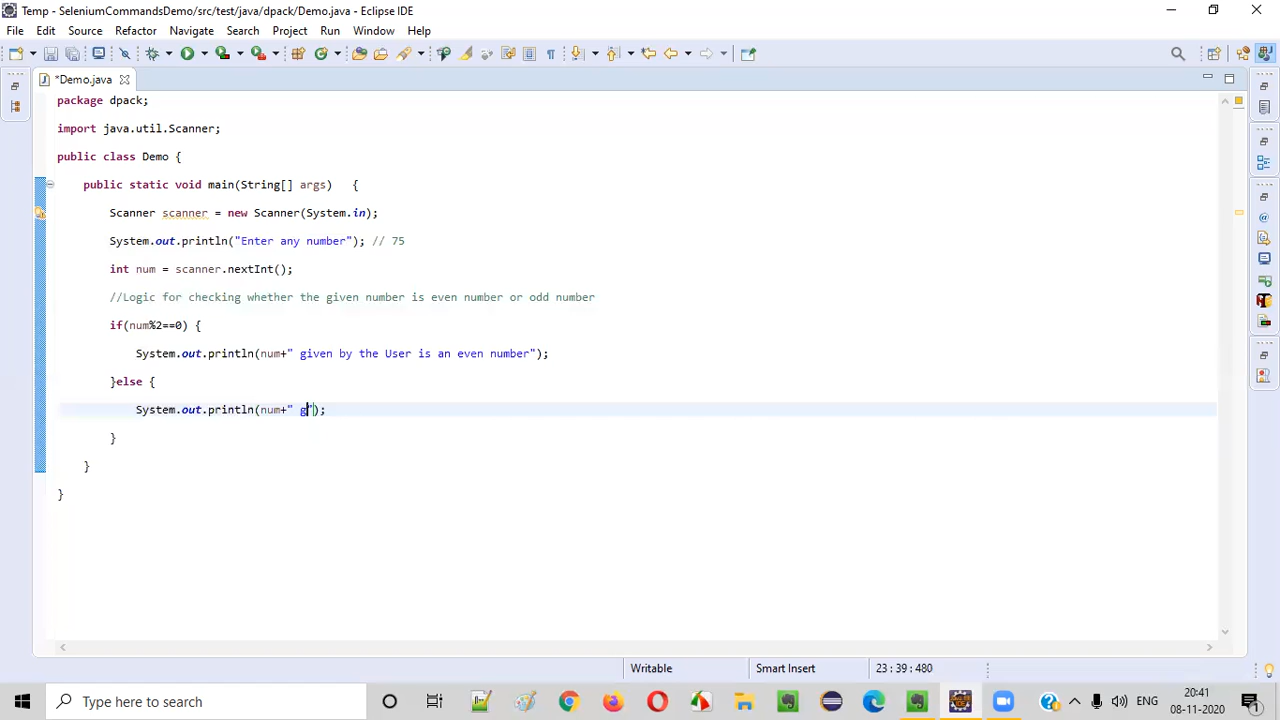 Temp - SeleniumCommandsDemo/src/test/java/dpack/Demo.java - Eclipse IDE
File Edit Source Refactor Navigate Search Project Run Window Help
*Demo.java
package dpack;
import java.util.Scanner;
public class Demo {
public static void main(String[] args) {
Scanner scanner = new Scanner(System.in);
System.out.println("Enter any number"); // 75
int num = scanner.nextInt();
//Logic for checking whether the given number is even number or odd number
if(num%2==0) {
System.out.println(num+" given by the User is an even number");
}else {
System.out.println(num+" g");
}
}
}
Writable Smart Insert 23 : 39 : 480
Type here to search
ENG
20:41
08-11-2020